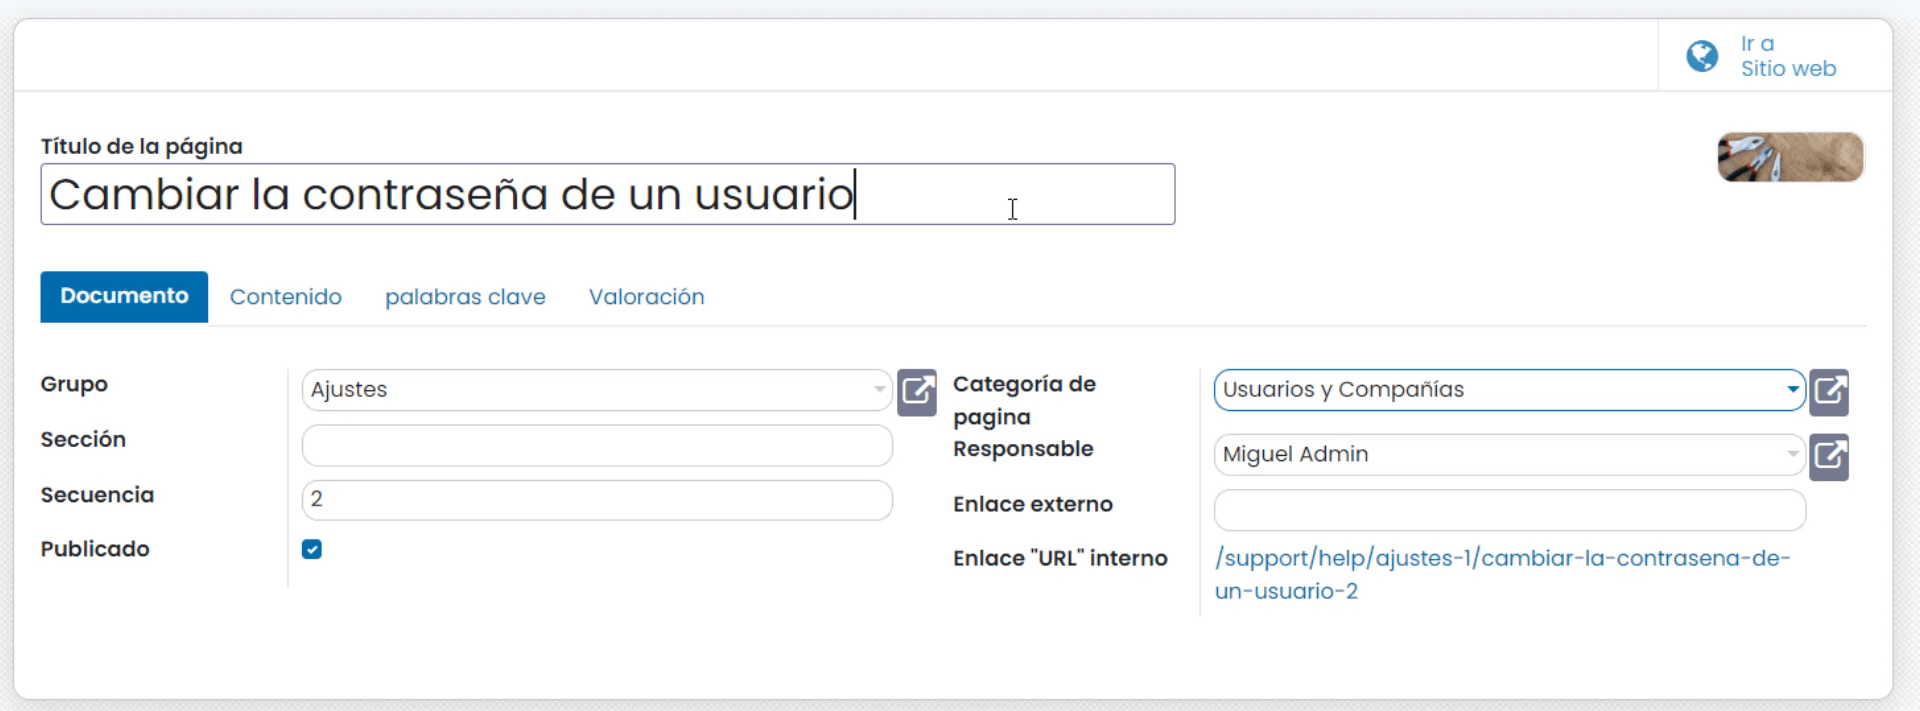 Ir a
Sitio web
Título de la página
Cambiar la contraseña de un usuario
Documento Contenido palabras clave Valoración
Grupo Ajustes
Sección
Secuencia 2
Publicado
Categoría de
pagina
Usuarios y Compañías
Responsable Miguel Admin
Enlace externo
Enlace "URL" interno /support/help/ajustes-1/cambiar-la-contrasena-de-
un-usuario-2